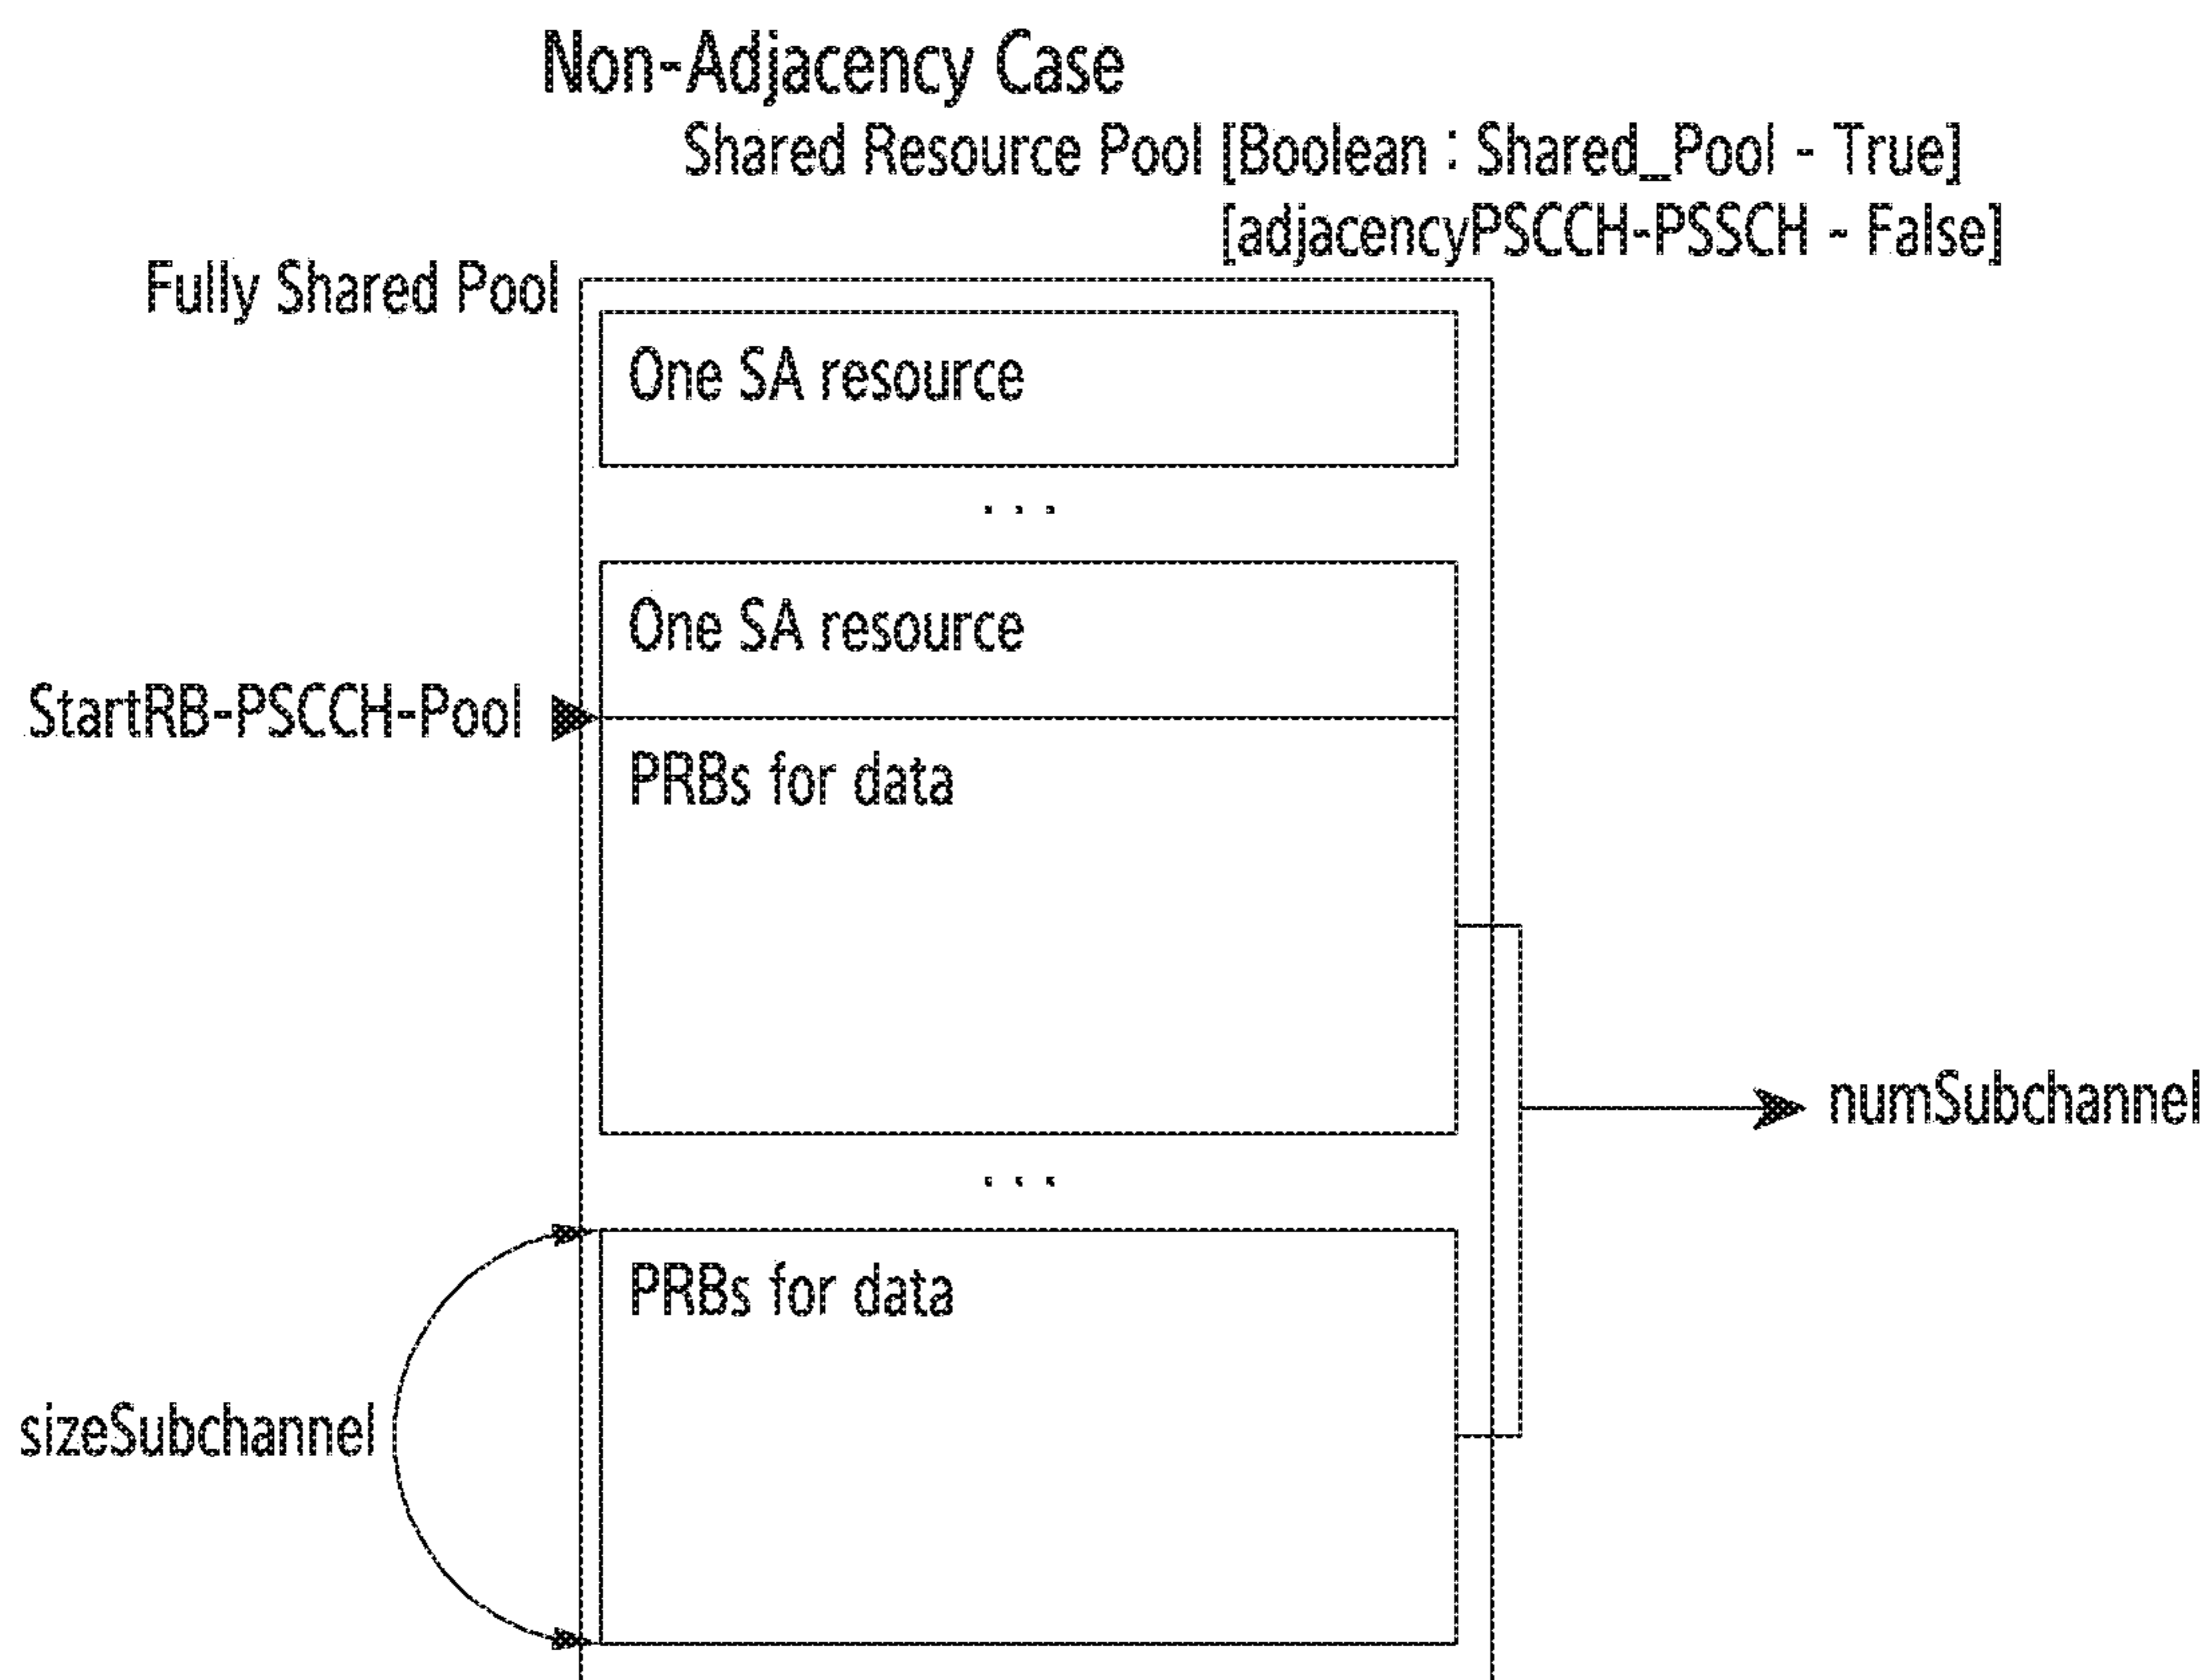 Non-Adjacency Case
Shared Resource Pool [Boolean : Shared_Pool - True]
[adjacencyPSCCH-PSSCH - False]
Fully Shared Pool
One SA resource
. . .
One SA resource
StartRB-PSCCH-Pool
PRBs for data
numSubchannel
. . .
PRBs for data
sizeSubchannel